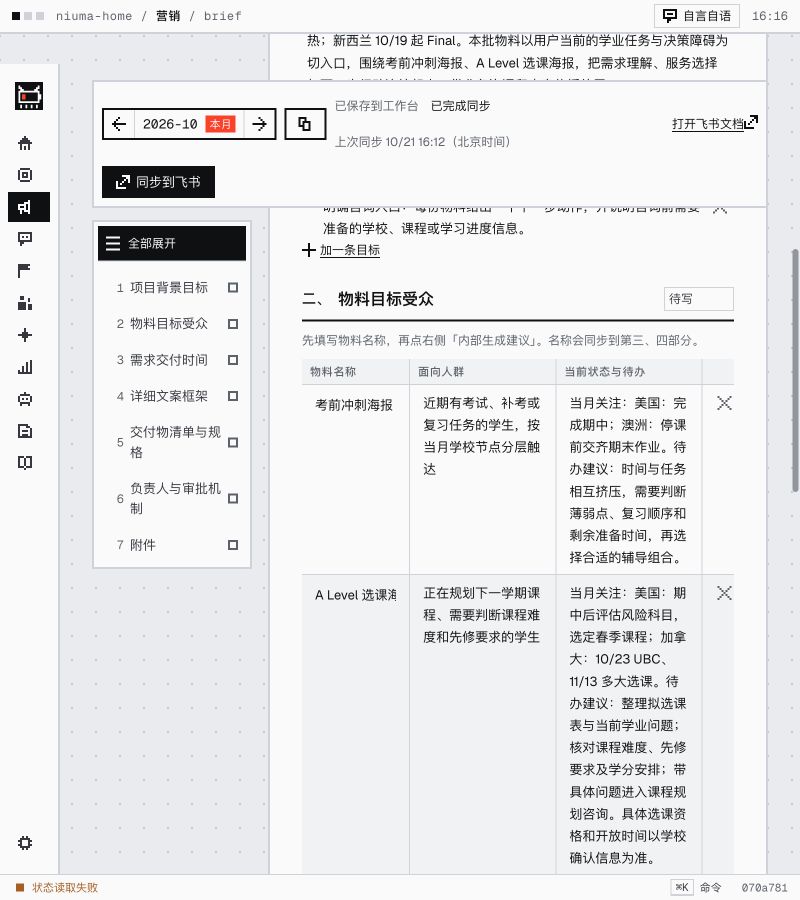 niuma-home / 营销 / brief
自言自语
16:16
热；新西兰 10/19 起 Final。本批物料以用户当前的学业任务与决策障碍为
切入口，围绕考前冲刺海报、A Level 选课海报，把需求理解、服务选择
2026-10 本月
已保存到工作台 已完成同步
上次同步 10/21 16:12（北京时间）
打开飞书文档
同步到飞书
准备的学校、课程或学习进度信息。
加一条目标
全部展开
1 项目背景目标
2 物料目标受众
3 需求交付时间
4 详细文案框架
5 交付物清单与规
格
6 负责人与审批机
制
7 附件
二、 物料目标受众
待写
先填写物料名称，再点右侧「内部生成建议」。名称会同步到第三、四部分。
物料名称
面向人群
当前状态与待办
考前冲刺海报
近期有考试、补考或
复习任务的学生，按
当月学校节点分层触
达
当月关注：美国：完
成期中；澳洲：停课
前交齐期末作业。待
办建议：时间与任务
相互挤压，需要判断
薄弱点、复习顺序和
剩余准备时间，再选
择合适的辅导组合。
A Level 选课
正在规划下一学期课
程、需要判断课程难
度和先修要求的学生
当月关注：美国：期
中后评估风险科目，
选定春季课程；加拿
大：10/23 UBC、
11/13 多大选课。待
办建议：整理拟选课
表与当前学业问题；
核对课程难度、先修
要求及学分安排；带
具体问题进入课程规
划咨询。具体选课资
格和开放时间以学校
确认信息为准。
状态读取失败
⌘K 命令
070a781